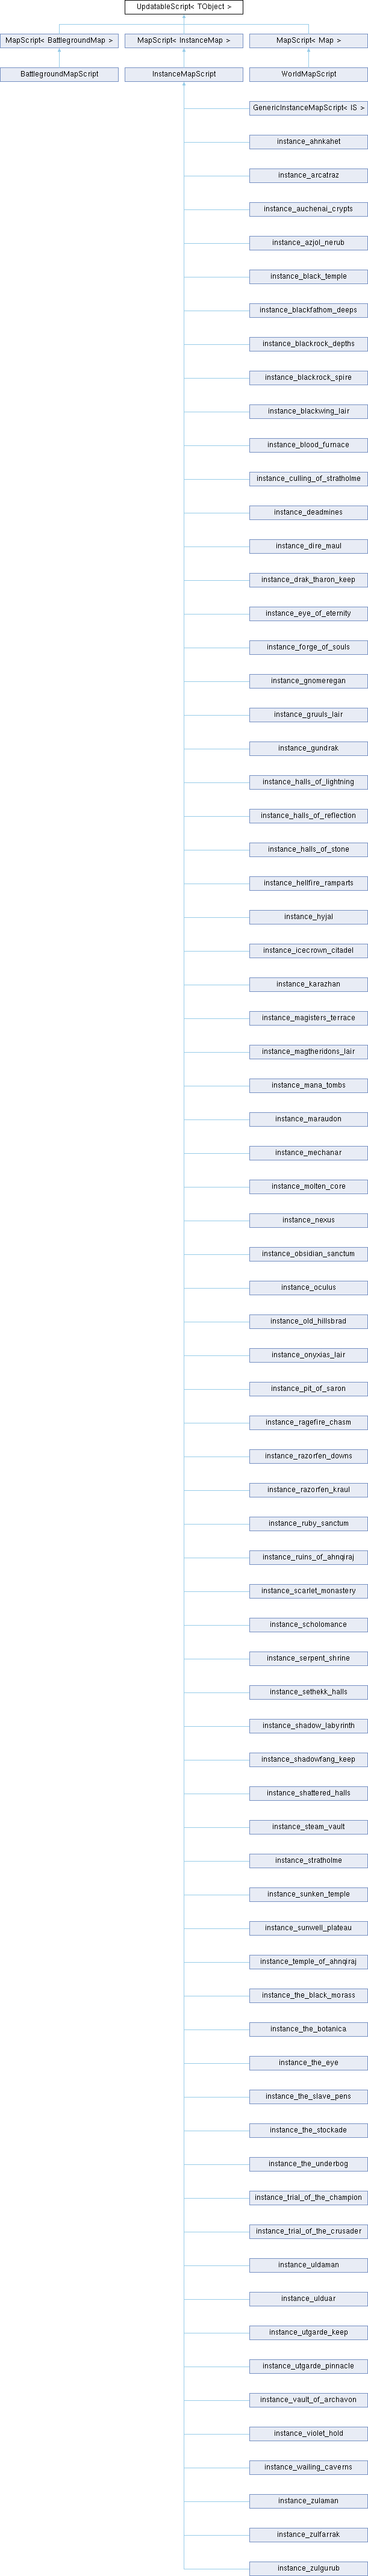 UpdatableScript< TObject >
MapScript< BattlegroundMap >
MapScript< InstanceMap >
MapScript< Map >
BattlegroundMapScript
InstanceMapScript
WorldMapScript
GenericInstanceMapScript< IS >
instance_ahnkahet
instance_arcatraz
instance_auchenai_crypts
instance_azjol_nerub
instance_black_temple
instance_blackfathom_deeps
instance_blackrock_depths
instance_blackrock_spire
instance_blackwing_lair
instance_blood_furnace
instance_culling_of_stratholme
instance_deadmines
instance_dire_maul
instance_drak_tharon_keep
instance_eye_of_eternity
instance_forge_of_souls
instance_gnomeregan
instance_gruuls_lair
instance_gundrak
instance_halls_of_lightning
instance_halls_of_reflection
instance_halls_of_stone
instance_hellfire_ramparts
instance_hyjal
instance_icecrown_citadel
instance_karazhan
instance_magisters_terrace
instance_magtheridons_lair
instance_mana_tombs
instance_maraudon
instance_mechanar
instance_molten_core
instance_nexus
instance_obsidian_sanctum
instance_oculus
instance_old_hillsbrad
instance_onyxias_lair
instance_pit_of_saron
instance_ragefire_chasm
instance_razorfen_downs
instance_razorfen_kraul
instance_ruby_sanctum
instance_ruins_of_ahnqiraj
instance_scarlet_monastery
instance_scholomance
instance_serpent_shrine
instance_sethekk_halls
instance_shadow_labyrinth
instance_shadowfang_keep
instance_shattered_halls
instance_steam_vault
instance_stratholme
instance_sunken_temple
instance_sunwell_plateau
instance_temple_of_ahnqiraj
instance_the_black_morass
instance_the_botanica
instance_the_eye
instance_the_slave_pens
instance_the_stockade
instance_the_underbog
instance_trial_of_the_champion
instance_trial_of_the_crusader
instance_uldaman
instance_ulduar
instance_utgarde_keep
instance_utgarde_pinnacle
instance_vault_of_archavon
instance_violet_hold
instance_wailing_caverns
instance_zulaman
instance_zulfarrak
instance_zulgurub